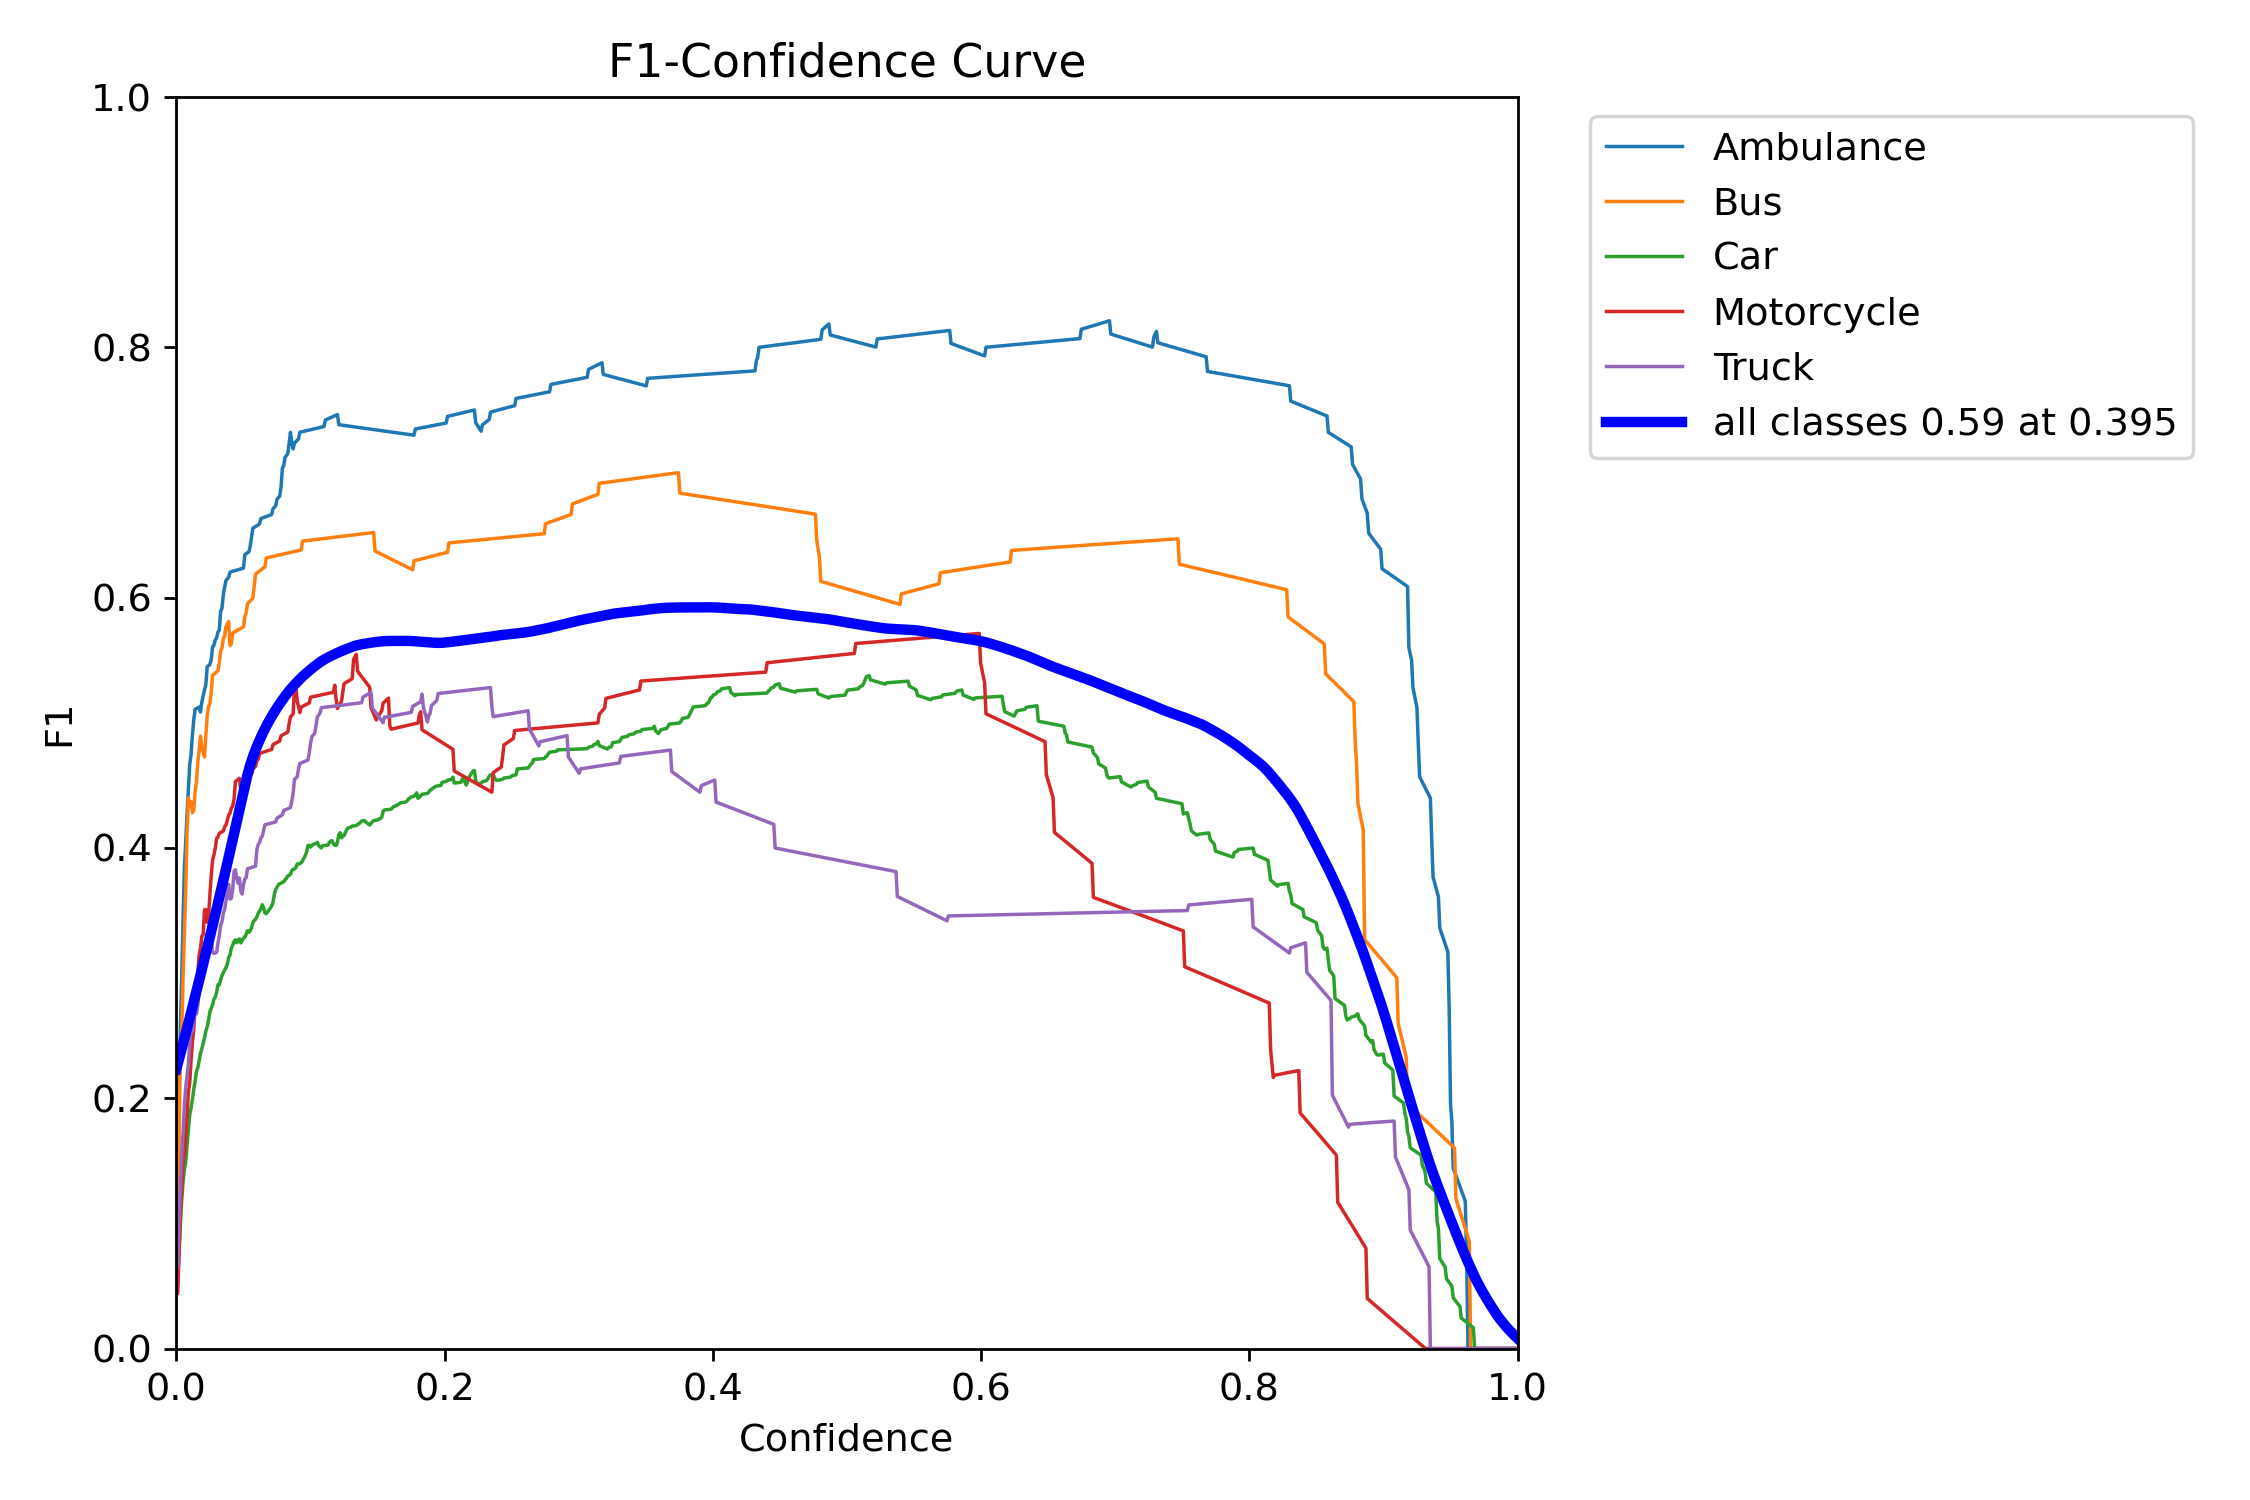 F1-Confidence Curve
1.0
0.8
0.6
0.4
0.2
0.0
F1
0.0 0.2 0.4 0.6 0.8 1.0
Confidence
Ambulance
Bus
Car
Motorcycle
Truck
all classes 0.59 at 0.395